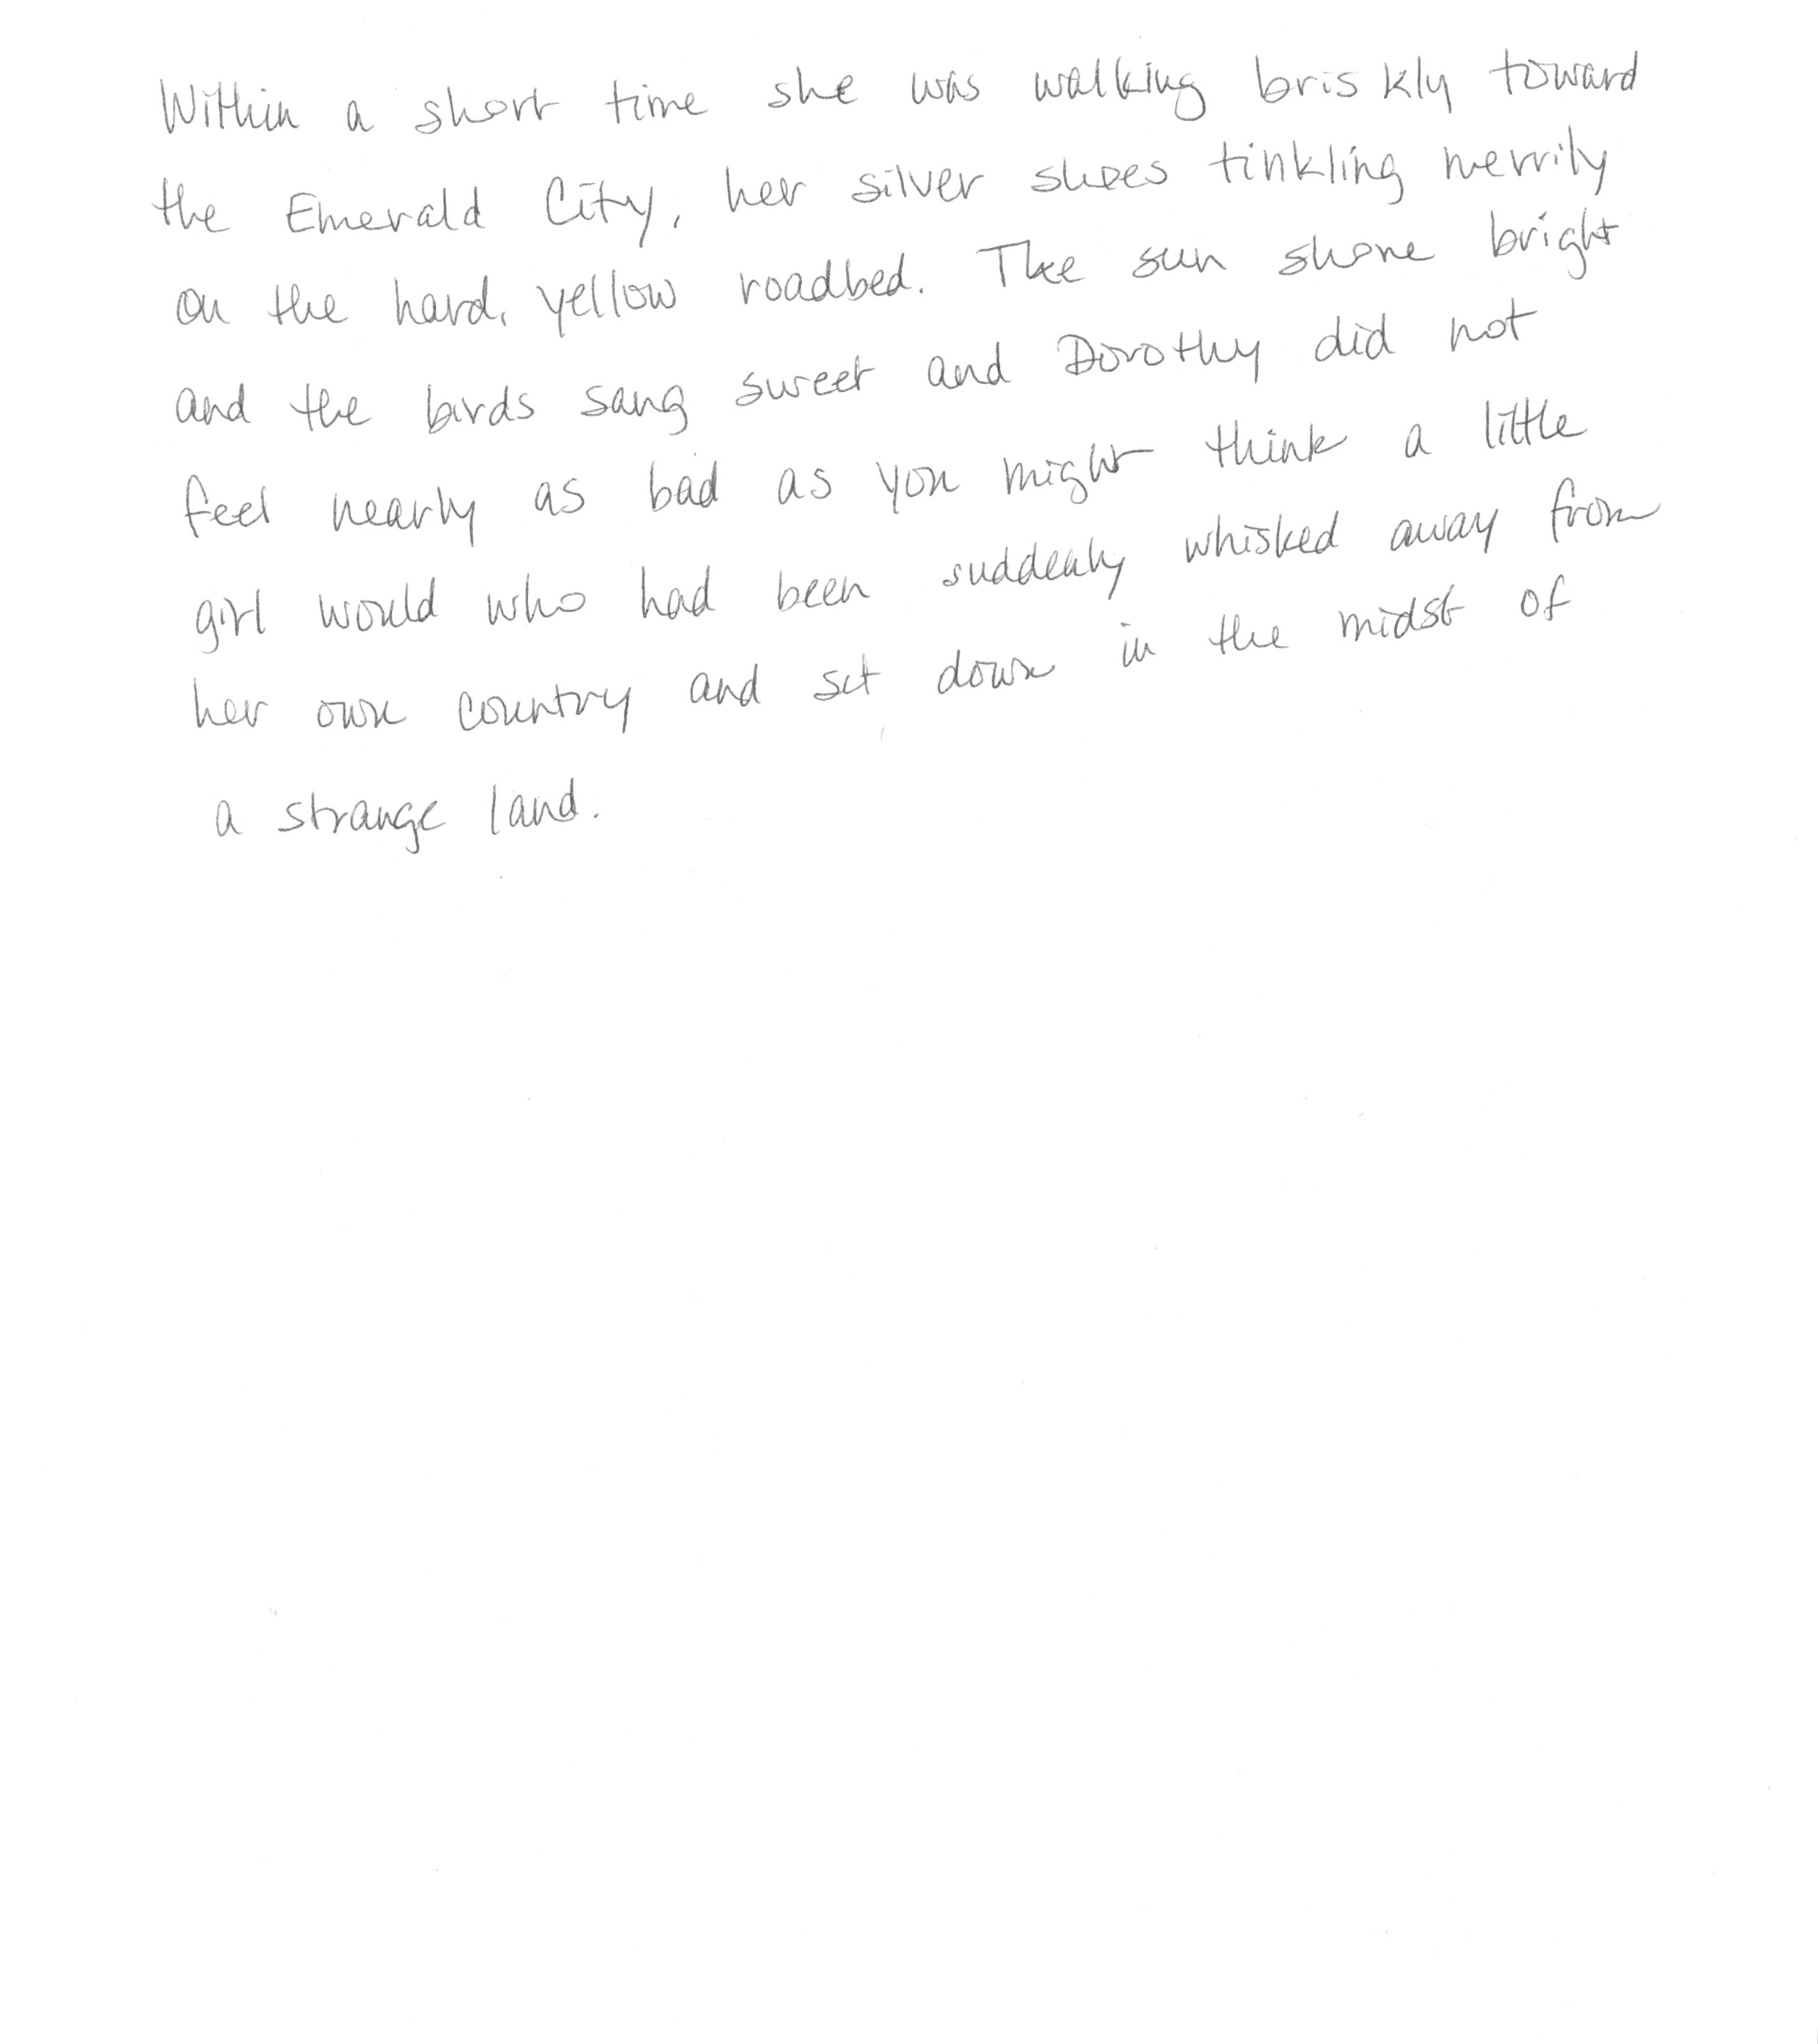 Within a short time she was walking briskly toward
the Emerald City, her silver shoes tinkling merrily
on the hard, yellow roadbed. The sun shone bright
and the birds sang sweet and Dorothy did not
feel nearly as bad as you might think a little
girl would who had been suddenly whisked away from
her own country and set down in the midst of
a strange land.